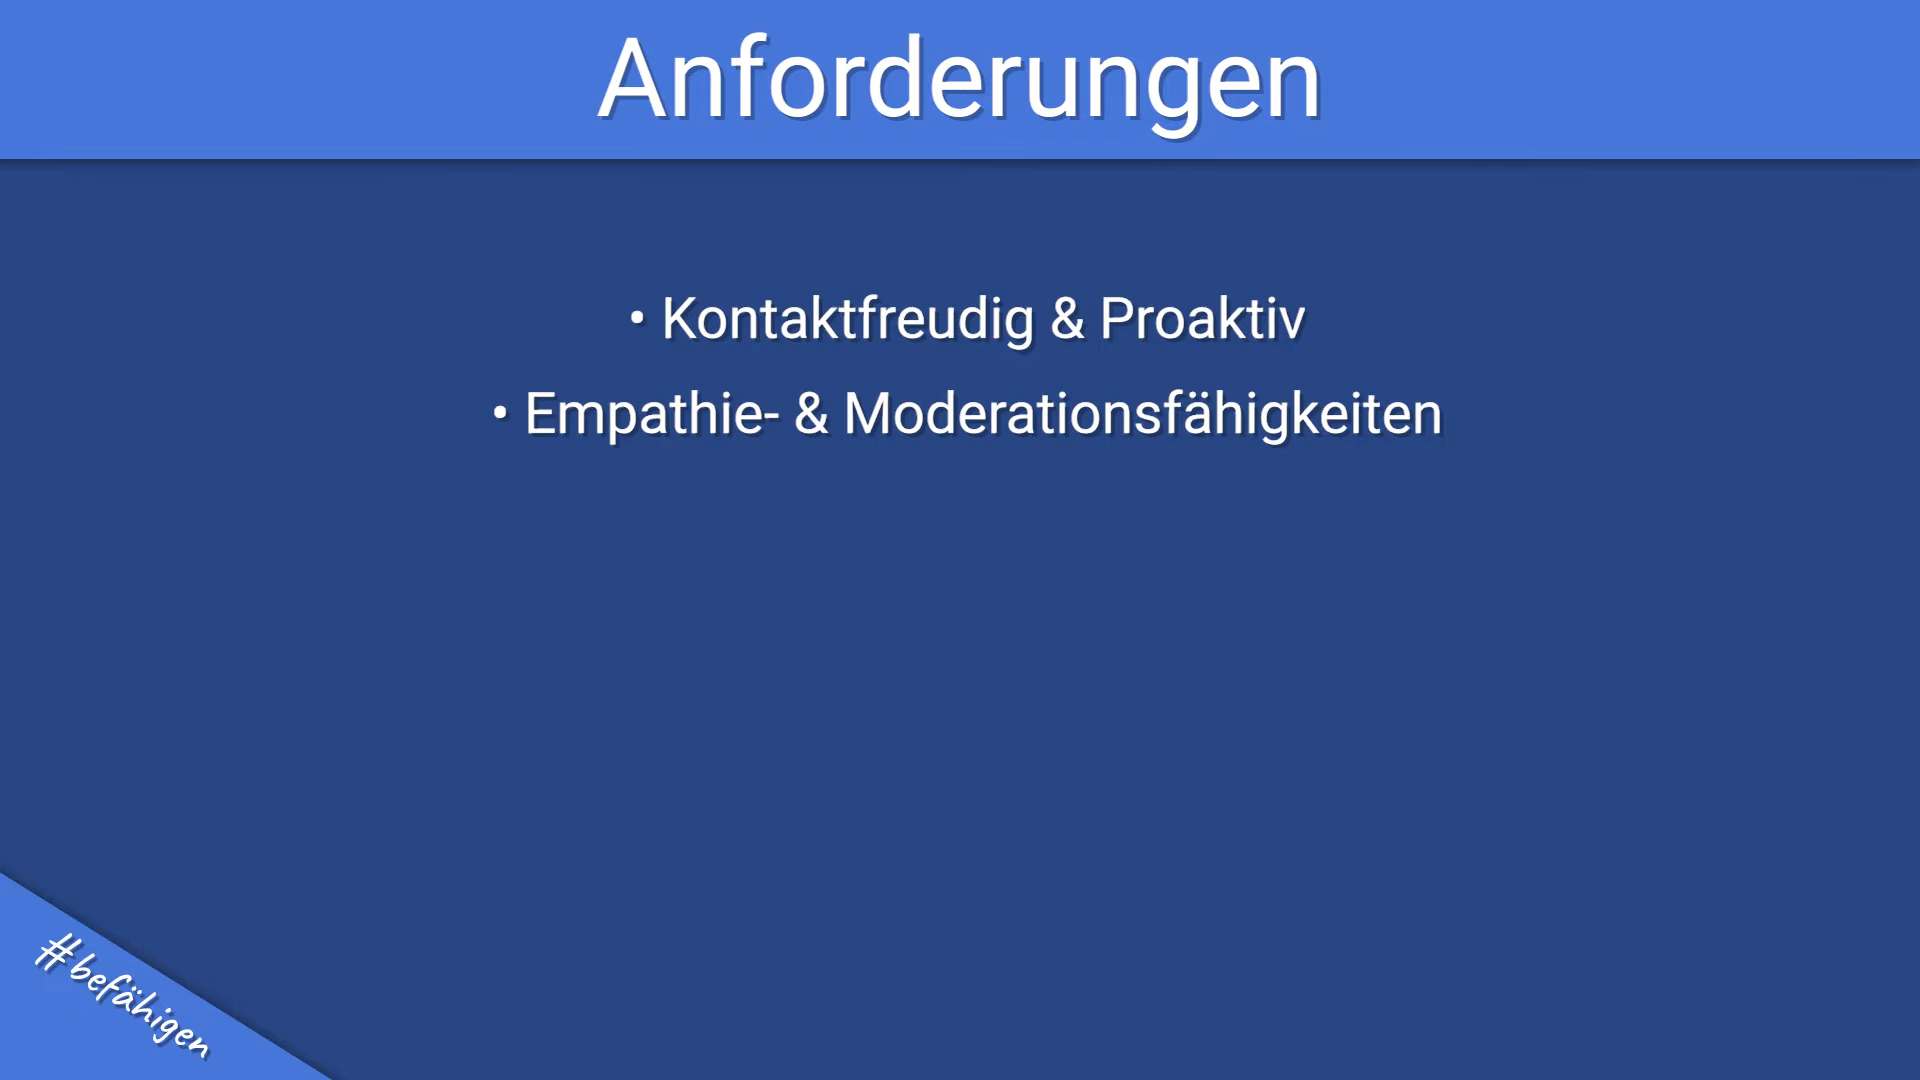 Anforderungen
• Kontaktfreudig & Proaktiv
• Empathie- & Moderationsfähigkeiten
#befähigen